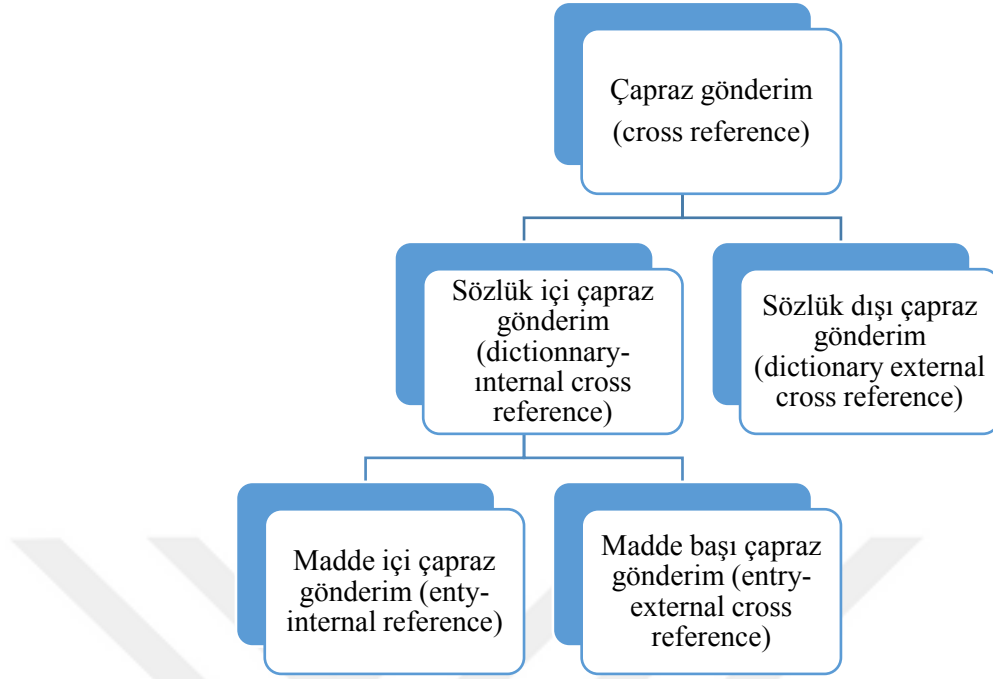 Çapraz gönderim
(cross reference)
Sözlük içi çapraz
gönderim
(dictionnary-
ınternal cross
reference)
Sözlük dışı çapraz
gönderim
(dictionary external
cross reference)
Madde içi çapraz
gönderim (enty-
internal reference)
Madde başı çapraz
gönderim (entry-
external cross
reference)